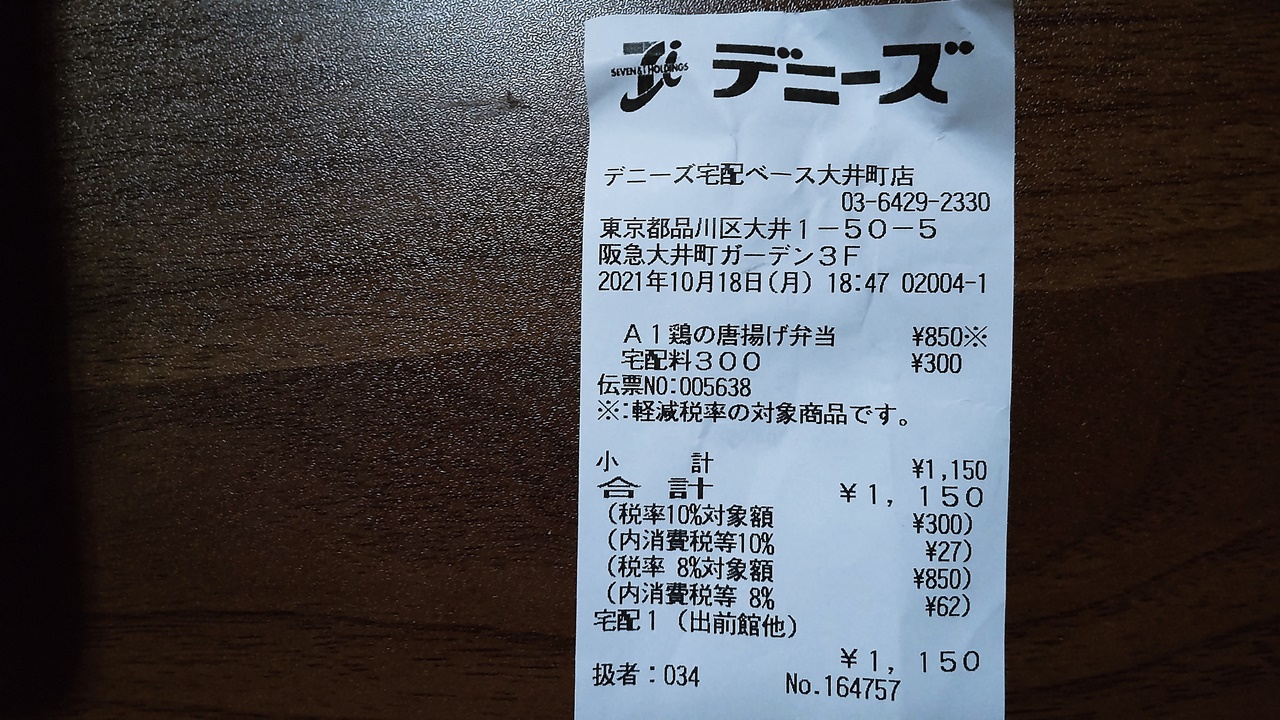 SEVEN&i HOLDINGS
デニーズ
デニーズ宅配ベース大井町店
03-6429-2330
東京都品川区大井１－５０－５
阪急大井町ガーデン３Ｆ
2021年10月18日(月) 18:47 02004-1
Ａ１鶏の唐揚げ弁当 ¥850※
宅配料３００ ¥300
伝票NO:005638
※:軽減税率の対象商品です。
小計 ¥1,150
合計 ￥１，１５０
(税率10%対象額 ¥300)
(内消費税等10% ¥27)
(税率 8%対象額 ¥850)
(内消費税等 8% ¥62)
宅配１（出前館他）
￥１，１５０
扱者：034 No.164757